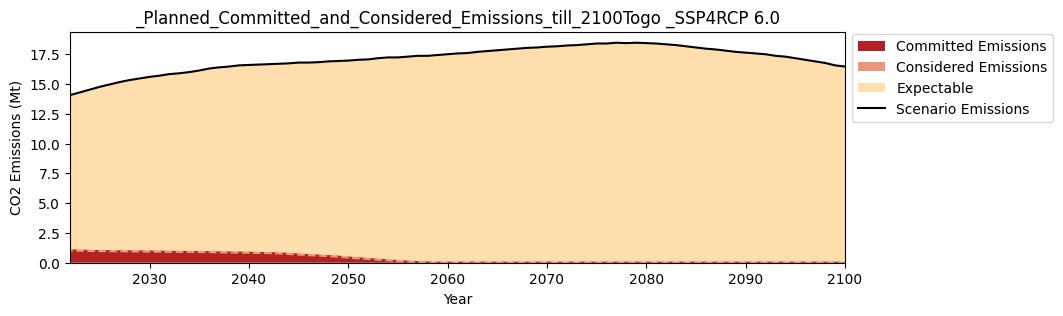 _Planned_Committed_and_Considered_Emissions_till_2100Togo _SSP4RCP 6.0
CO2 Emissions (Mt)
17.5
15.0
12.5
10.0
7.5
5.0
2.5
0.0
2030 2040 2050 2060 2070 2080 2090 2100
Year
Committed Emissions
Considered Emissions
Expectable
Scenario Emissions